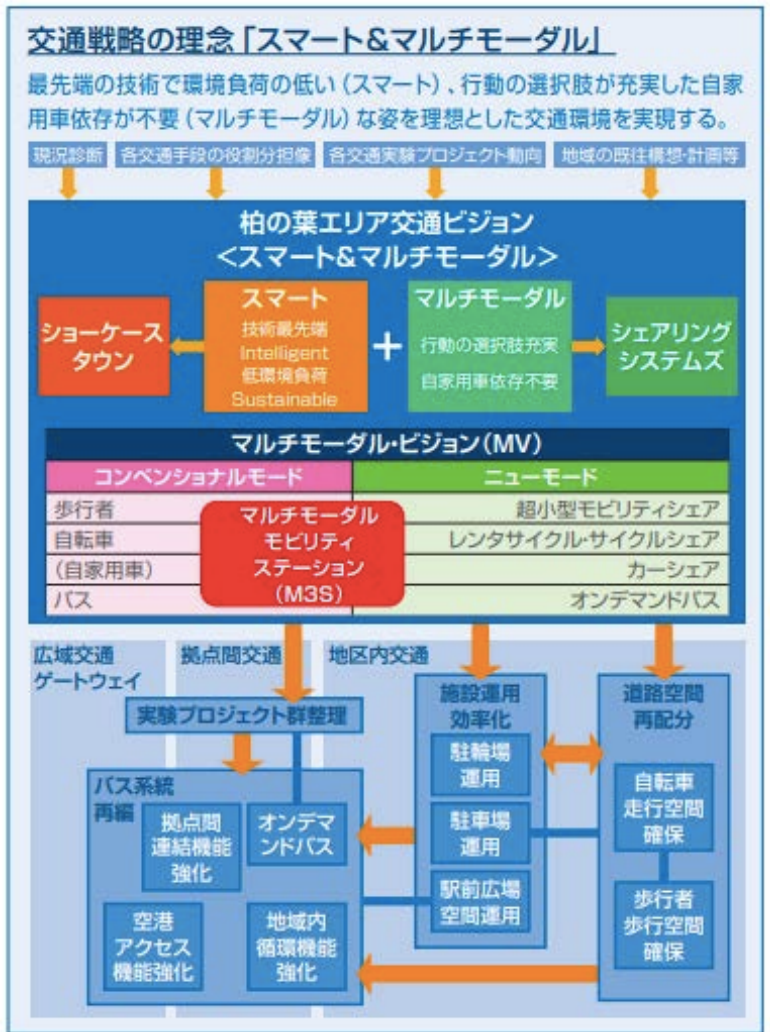 交通戦略の理念「スマート&マルチモーダル」
最先端の技術で環境負荷の低い(スマート)、行動の選択肢が充実した自家
用車依存が不要(マルチモーダル)な姿を理想とした交通環境を実現する。
現況診断
各交通手段の役割分担像
各交通実験プロジェクト動向
地域の既往構想・計画等
柏の葉エリア交通ビジョン
<スマート&マルチモーダル>
ショーケース
タウン
スマート
技術最先端
Intelligent
低環境負荷
Sustainable
+
マルチモーダル
行動の選択肢充実
自家用車依存不要
シェアリング
システムズ
マルチモーダル・ビジョン(MV)
コンベンショナルモード
ニューモード
歩行者
自転車
(自家用車)
バス
マルチモーダル
モビリティ
ステーション
(M3S)
超小型モビリティシェア
レンタサイクル・サイクルシェア
カーシェア
オンデマンドバス
広域交通
ゲートウェイ
拠点間交通
地区内交通
実験プロジェクト群整理
バス系統
再編
拠点間
連結機能
強化
オンデマ
ンドバス
空港
アクセス
機能強化
地域内
循環機能
強化
施設運用
効率化
駐輪場
運用
駐車場
運用
駅前広場
空間運用
道路空間
再配分
自転車
走行空間
確保
歩行者
歩行空間
確保